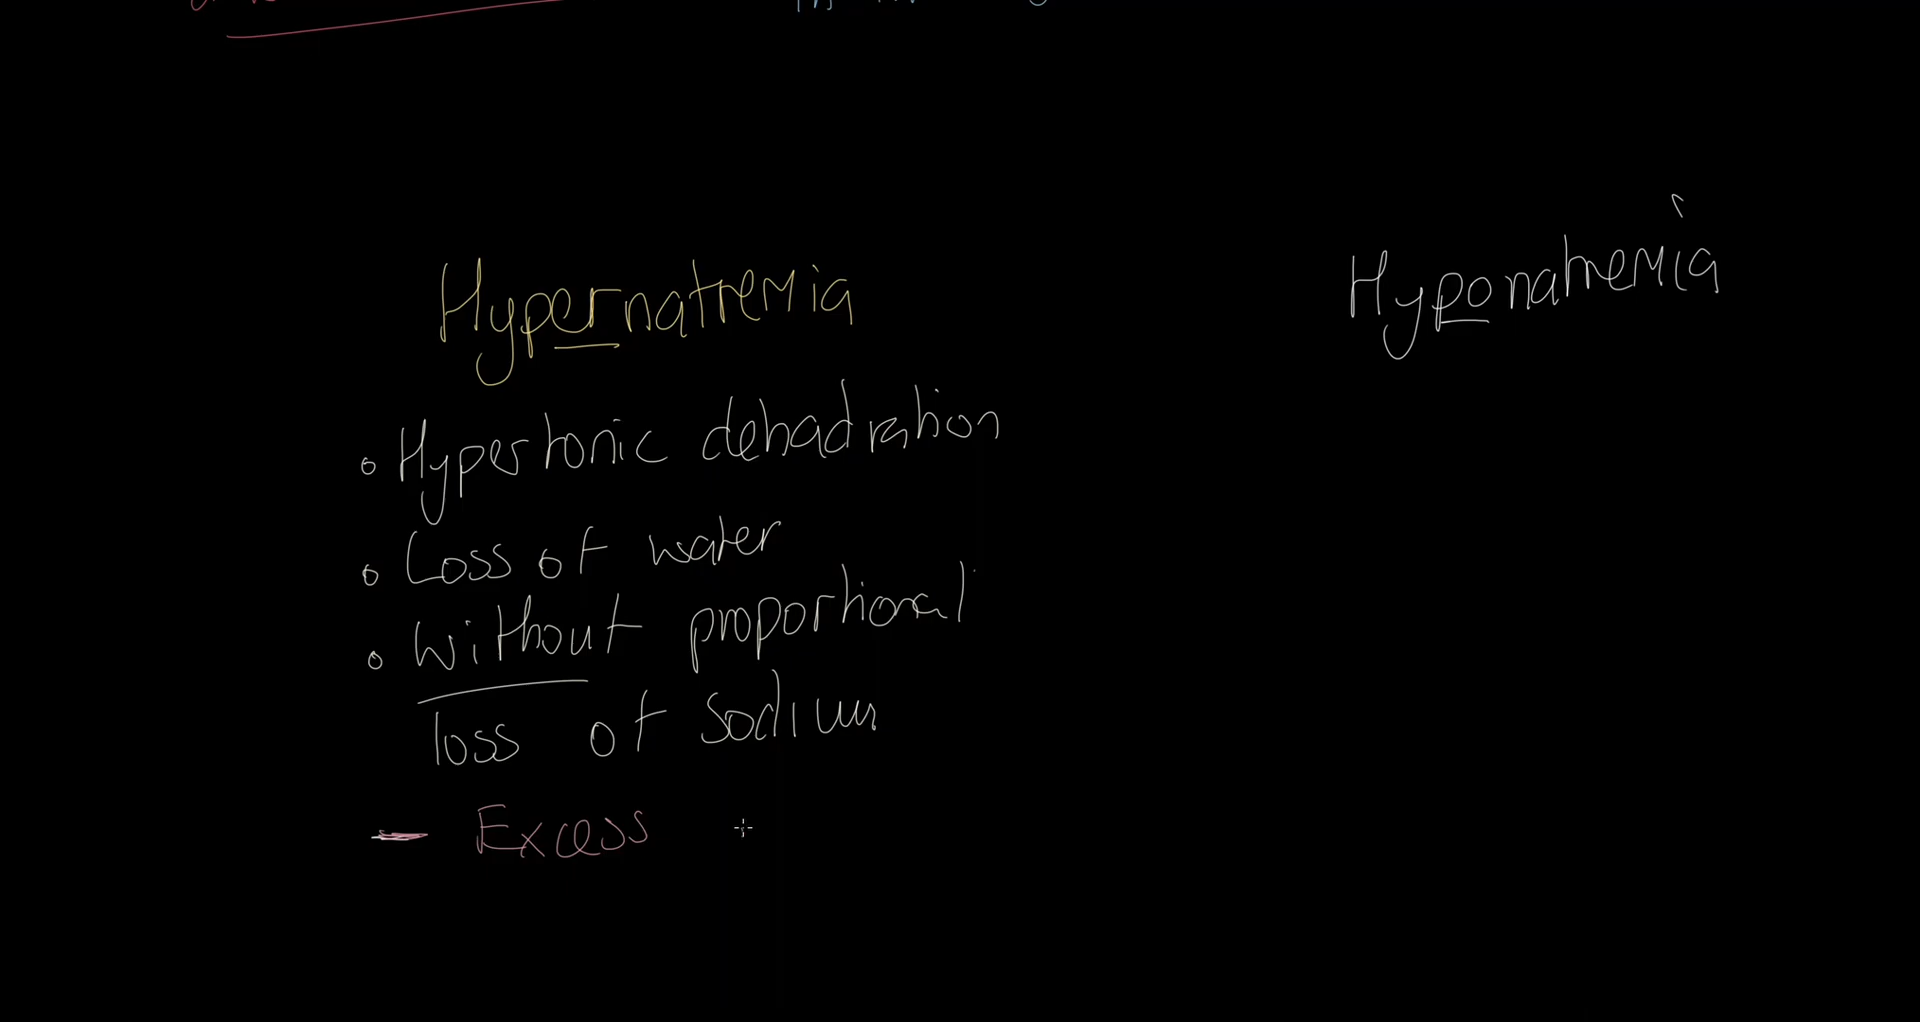 Hypernatremia
Hyponatremia
Hypertonic dehadration
Loss of water
Without proportional
loss of sodium
- Excess